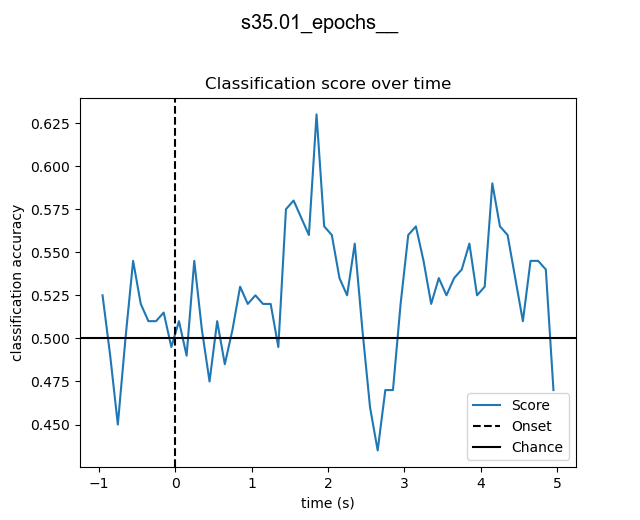 s35.01_epochs__
Classification score over time
classification accuracy
0.625
0.600
0.575
0.550
0.525
0.500
0.475
0.450
−1
0
1
2
3
4
5
time (s)
Score
Onset
Chance